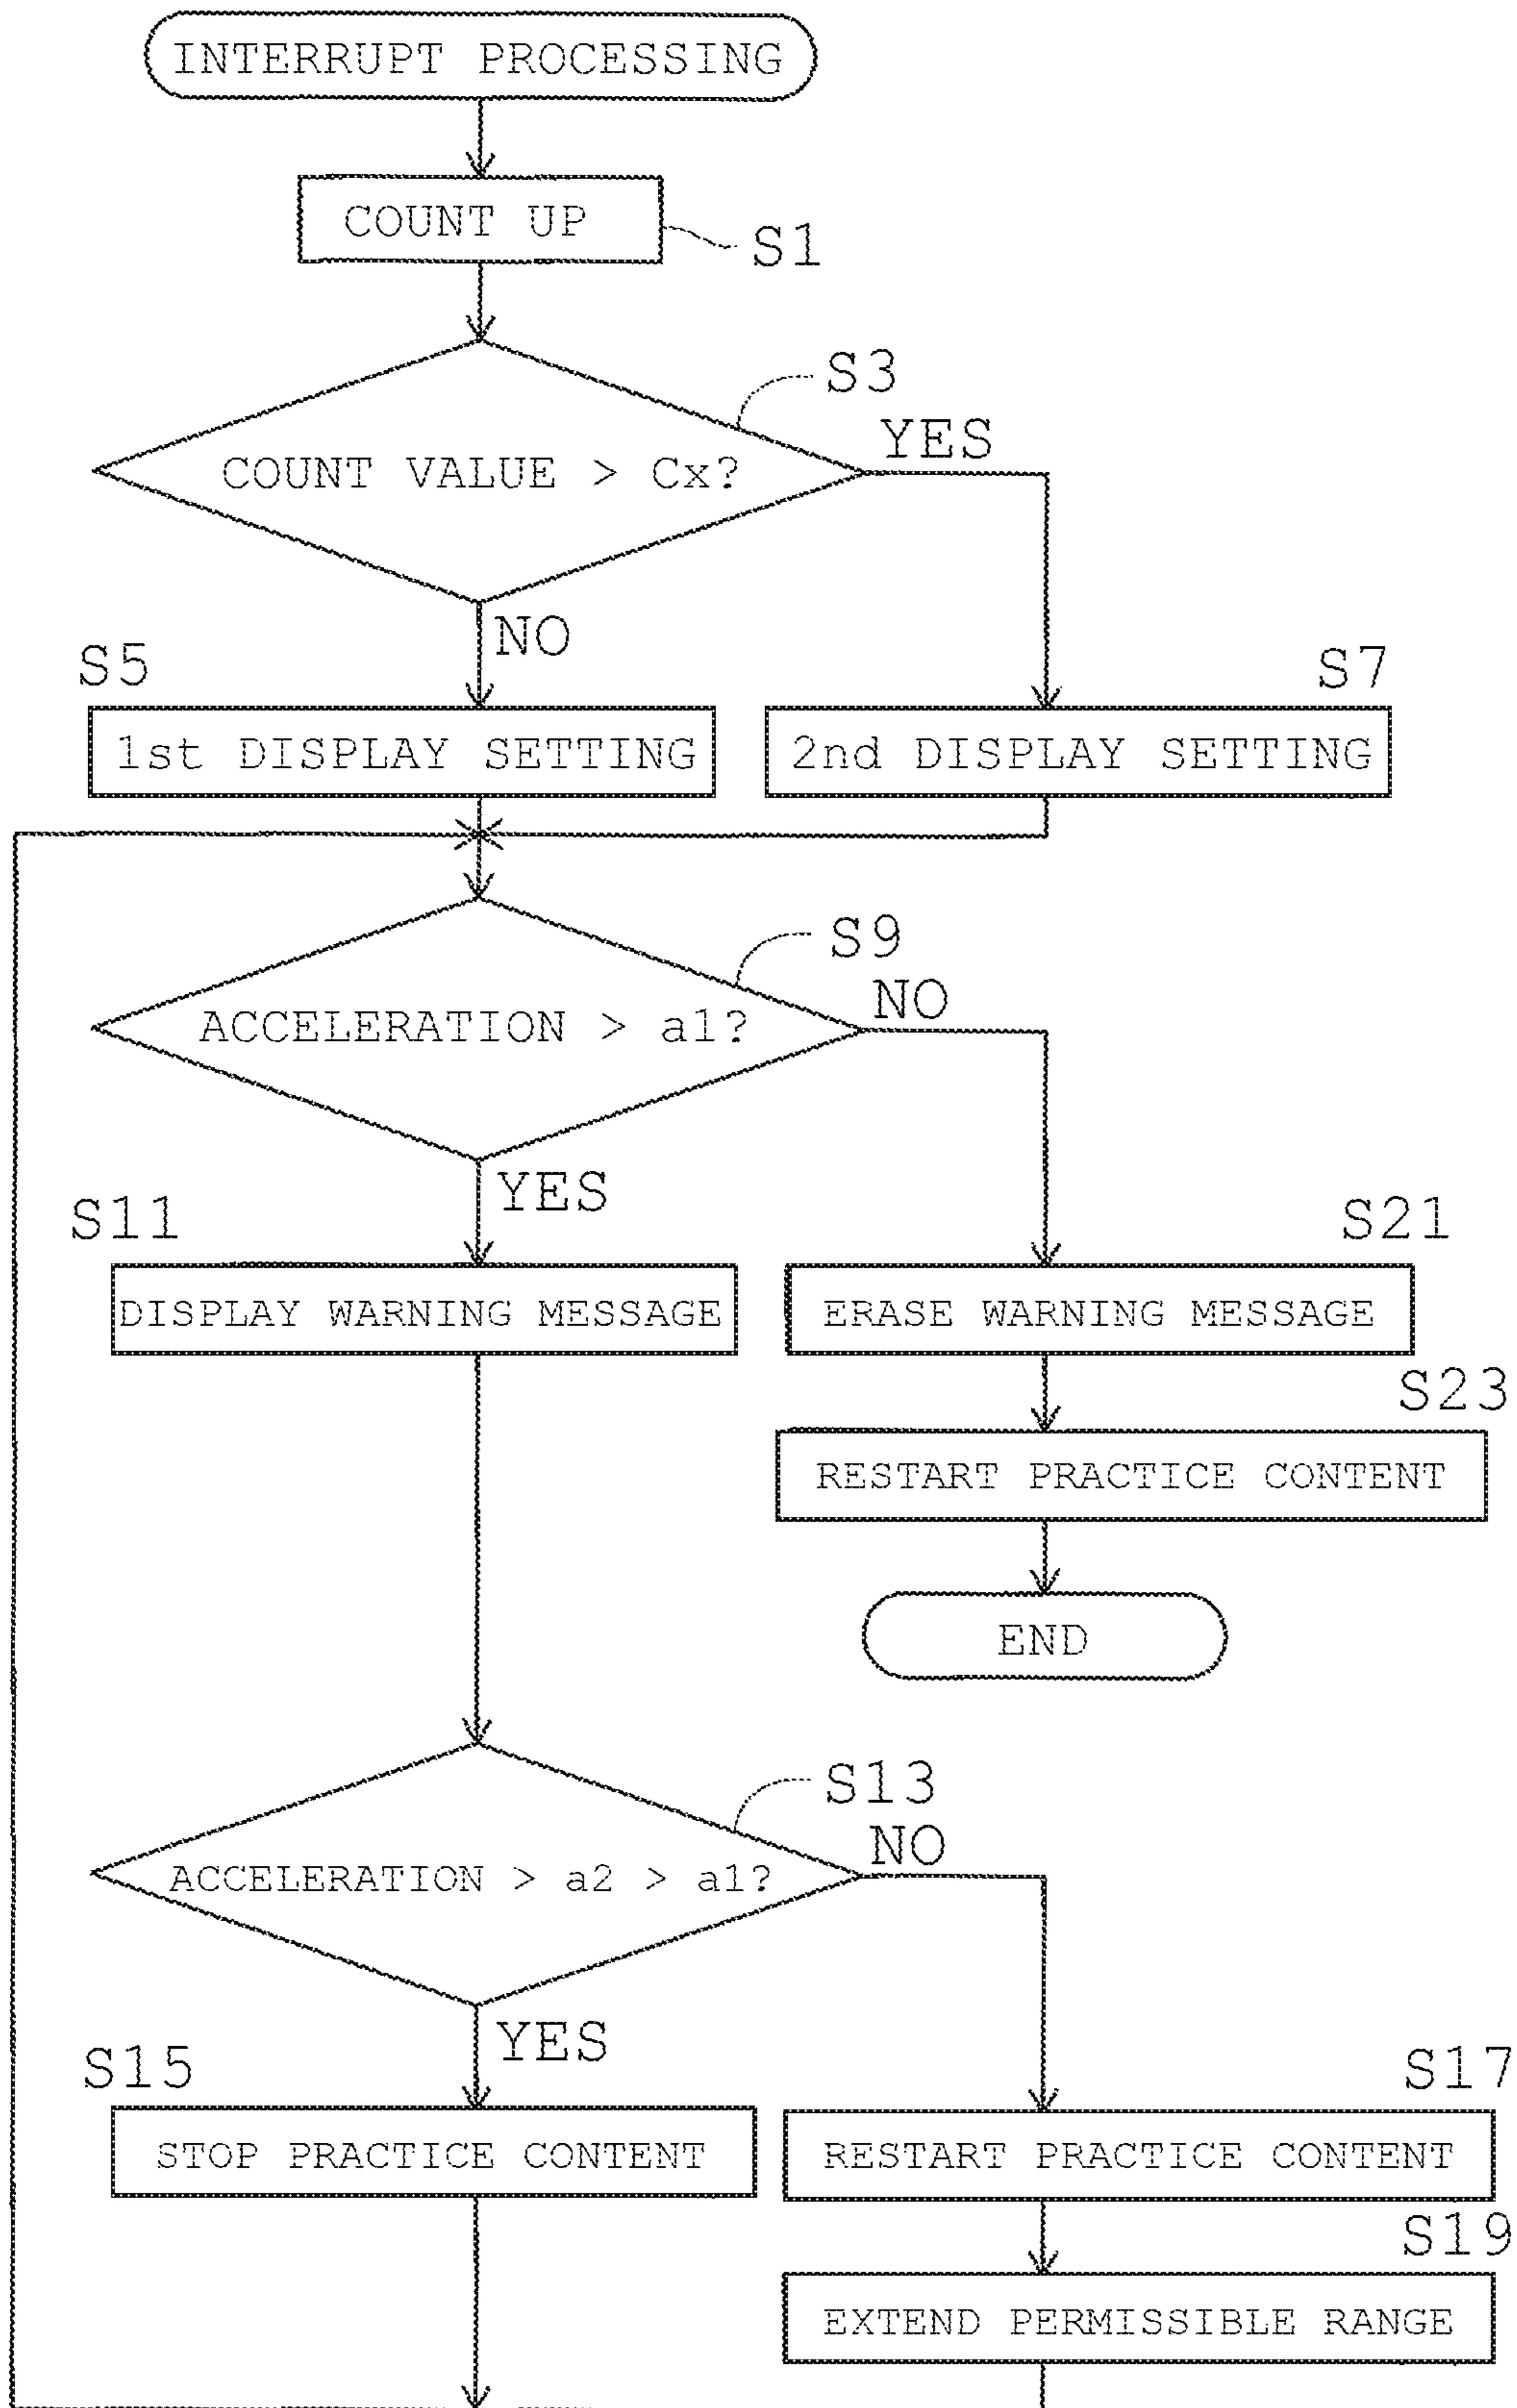 INTERRUPT PROCESSING
COUNT UP
S1
S3
COUNT VALUE > Cx?
YES
NO
S5
S7
1st DISPLAY SETTING
2nd DISPLAY SETTING
S9
ACCELERATION > a1?
NO
YES
S11
S21
DISPLAY WARNING MESSAGE
ERASE WARNING MESSAGE
S23
RESTART PRACTICE CONTENT
END
S13
ACCELERATION > a2 > a1?
NO
YES
S15
S17
STOP PRACTICE CONTENT
RESTART PRACTICE CONTENT
S19
EXTEND PERMISSIBLE RANGE